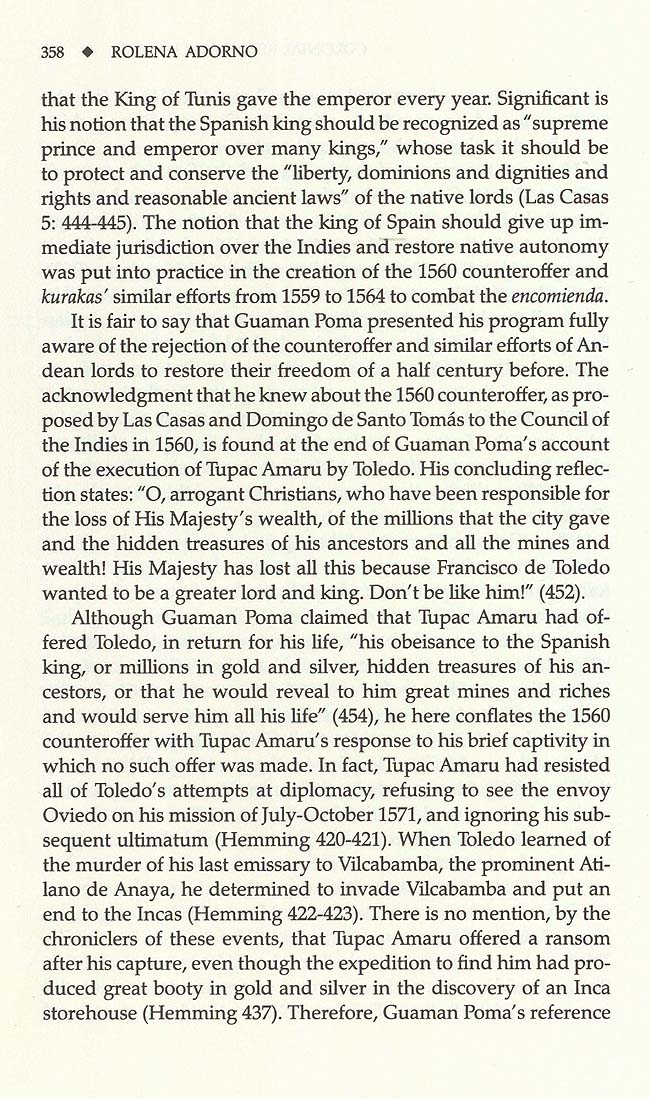 358 ◆ ROLENA ADORNO
that the King of Tunis gave the emperor every year. Significant is
his notion that the Spanish king should be recognized as "supreme
prince and emperor over many kings," whose task it should be
to protect and conserve the "liberty, dominions and dignities and
rights and reasonable ancient laws" of the native lords (Las Casas
5: 444-445). The notion that the king of Spain should give up im-
mediate jurisdiction over the Indies and restore native autonomy
was put into practice in the creation of the 1560 counteroffer and
kurakas' similar efforts from 1559 to 1564 to combat the encomienda.
It is fair to say that Guaman Poma presented his program fully
aware of the rejection of the counteroffer and similar efforts of An-
dean lords to restore their freedom of a half century before. The
acknowledgment that he knew about the 1560 counteroffer, as pro-
posed by Las Casas and Domingo de Santo Tomás to the Council of
the Indies in 1560, is found at the end of Guaman Poma's account
of the execution of Tupac Amaru by Toledo. His concluding reflec-
tion states: "O, arrogant Christians, who have been responsible for
the loss of His Majesty's wealth, of the millions that the city gave
and the hidden treasures of his ancestors and all the mines and
wealth! His Majesty has lost all this because Francisco de Toledo
wanted to be a greater lord and king. Don't be like him!" (452).
Although Guaman Poma claimed that Tupac Amaru had of-
fered Toledo, in return for his life, "his obeisance to the Spanish
king, or millions in gold and silver, hidden treasures of his an-
cestors, or that he would reveal to him great mines and riches
and would serve him all his life" (454), he here conflates the 1560
counteroffer with Tupac Amaru's response to his brief captivity in
which no such offer was made. In fact, Tupac Amaru had resisted
all of Toledo's attempts at diplomacy, refusing to see the envoy
Oviedo on his mission of July-October 1571, and ignoring his sub-
sequent ultimatum (Hemming 420-421). When Toledo learned of
the murder of his last emissary to Vilcabamba, the prominent Ati-
lano de Anaya, he determined to invade Vilcabamba and put an
end to the Incas (Hemming 422-423). There is no mention, by the
chroniclers of these events, that Tupac Amaru offered a ransom
after his capture, even though the expedition to find him had pro-
duced great booty in gold and silver in the discovery of an Inca
storehouse (Hemming 437). Therefore, Guaman Poma's reference